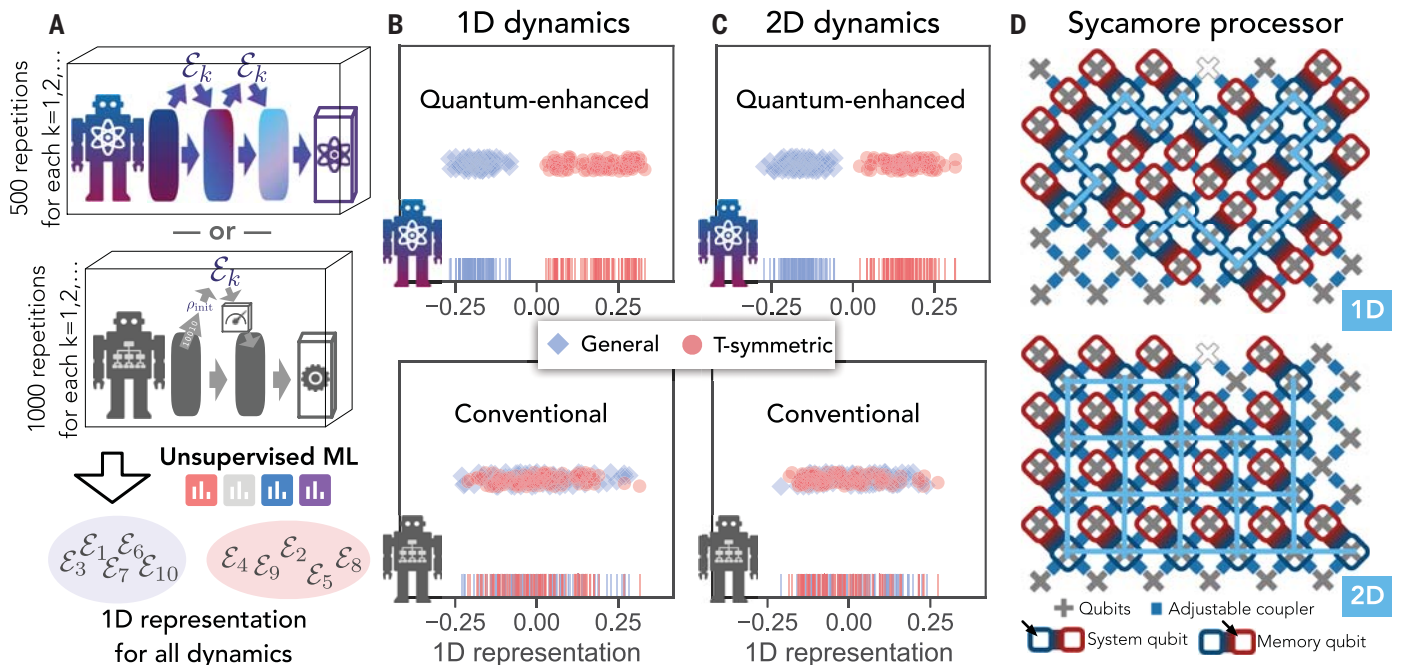 A
500 repetitions
for each k=1,2,...
ℰk ℰk
— or —
1000 repetitions
for each k=1,2,...
ℰk
ρinit
10010
Unsupervised ML
ℰ3 ℰ1 ℰ7 ℰ6 ℰ10
ℰ4 ℰ9 ℰ2 ℰ5 ℰ8
1D representation
for all dynamics
B 1D dynamics
Quantum-enhanced
−0.25 0.00 0.25
Conventional
−0.25 0.00 0.25
1D representation
C 2D dynamics
Quantum-enhanced
−0.25 0.00 0.25
General T-symmetric
Conventional
−0.25 0.00 0.25
1D representation
D Sycamore processor
1D
2D
Qubits Adjustable coupler
System qubit Memory qubit